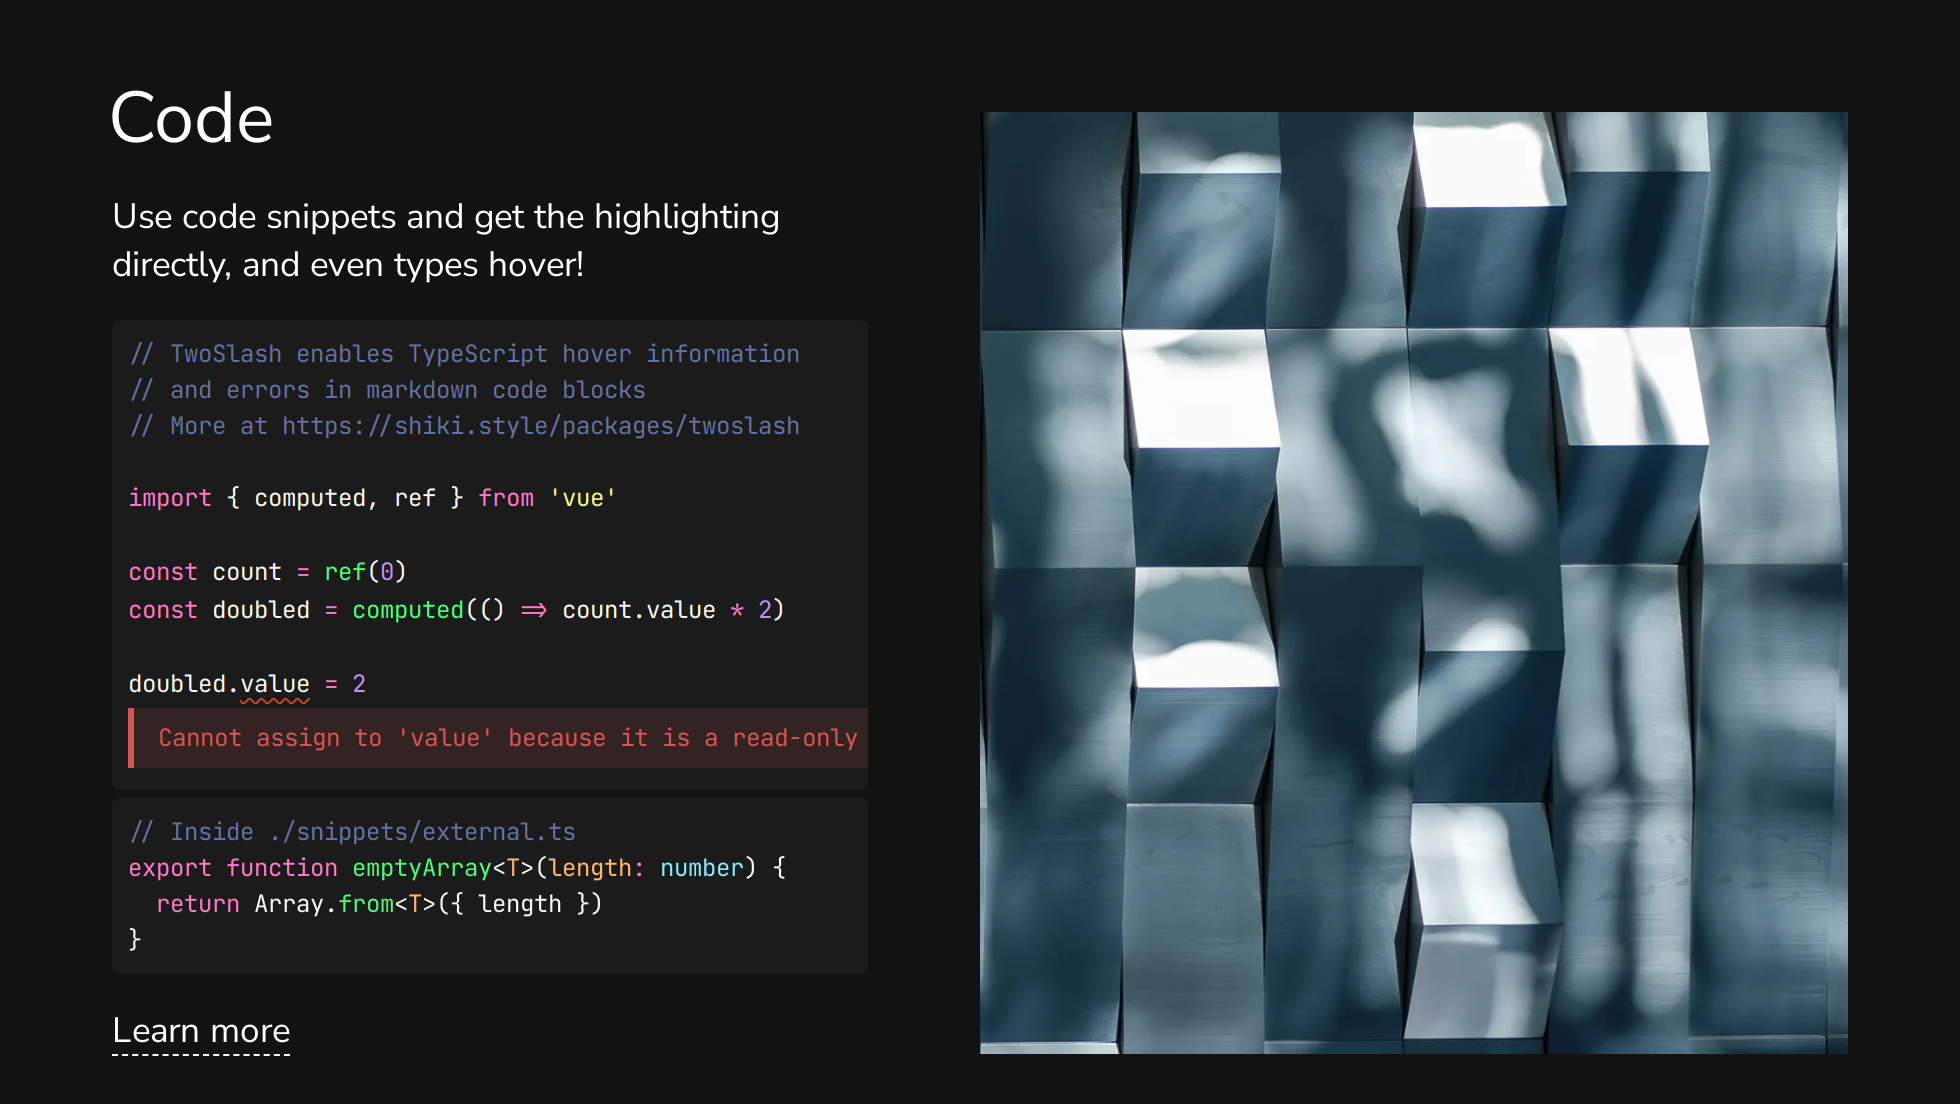 Code
Use code snippets and get the highlighting
directly, and even types hover!
// TwoSlash enables TypeScript hover information
// and errors in markdown code blocks
// More at https://shiki.style/packages/twoslash
import { computed, ref } from 'vue'
const count = ref(0)
const doubled = computed(() => count.value * 2)
doubled.value = 2
Cannot assign to 'value' because it is a read-only
// Inside ./snippets/external.ts
export function emptyArray<T>(length: number) {
  return Array.from<T>({ length })
}
Learn more